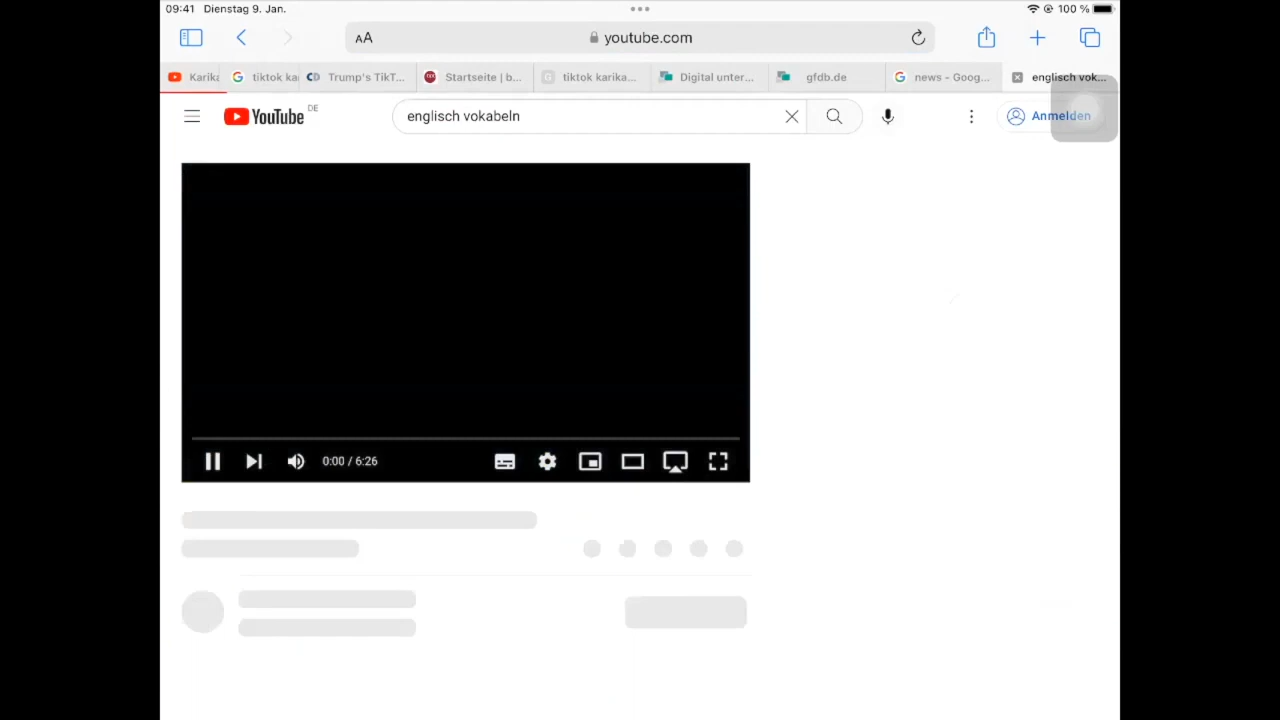 09:41 Dienstag 9. Jan.
100 %
AA
youtube.com
Karika
tiktok ka
Trump's TikT...
Startseite | b...
tiktok karika...
Digital unter...
gfdb.de
news - Goog...
englisch vok...
YouTube DE
englisch vokabeln
Anmelden
0:00 / 6:26